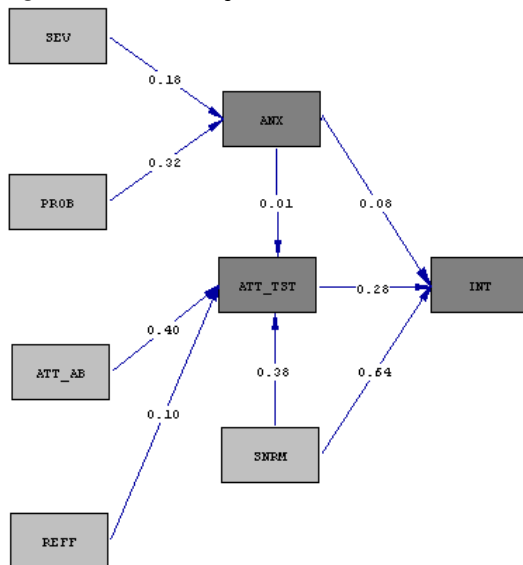 SEV
0.18
ANX
0.32
PROB
0.01
0.08
ATT_TST
0.28
INT
0.40
ATT_AB
0.38
0.64
0.10
SNRM
REFF